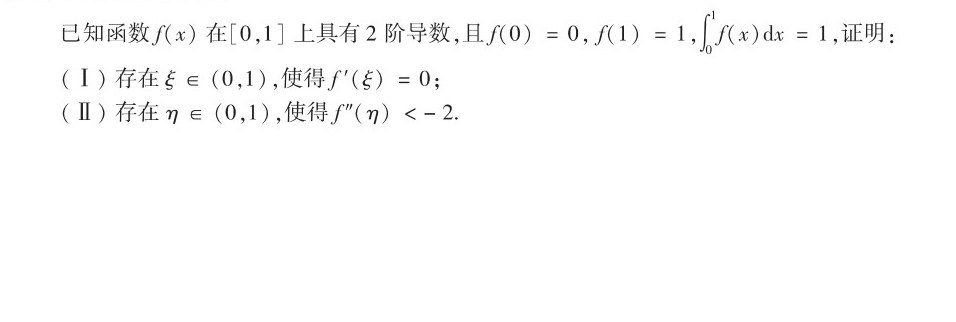 已知函数f(x)在[0,1]上具有2阶导数,且f(0) = 0, f(1) = 1,∫₀¹f(x)dx = 1,证明:
(Ⅰ)存在ξ ∈ (0,1),使得f′(ξ) = 0;
(Ⅱ)存在η ∈ (0,1),使得f″(η) < - 2.